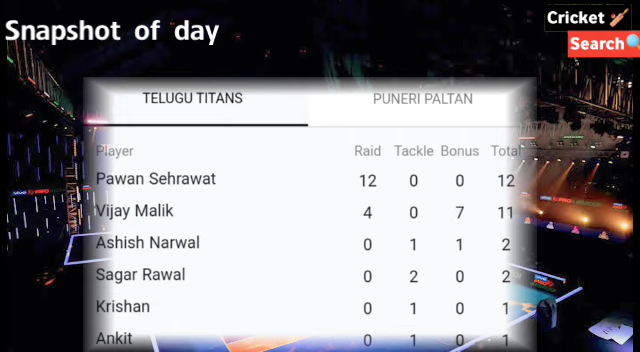 Snapshot of day
Cricket
Search
TELUGU TITANS PUNERI PALTAN
Player Raid Tackle Bonus Total
Pawan Sehrawat 12 0 0 12
Vijay Malik 4 0 7 11
Ashish Narwal 0 1 1 2
Sagar Rawal 0 2 0 2
Krishan 0 1 0 1
Ankit 0 1 0 1